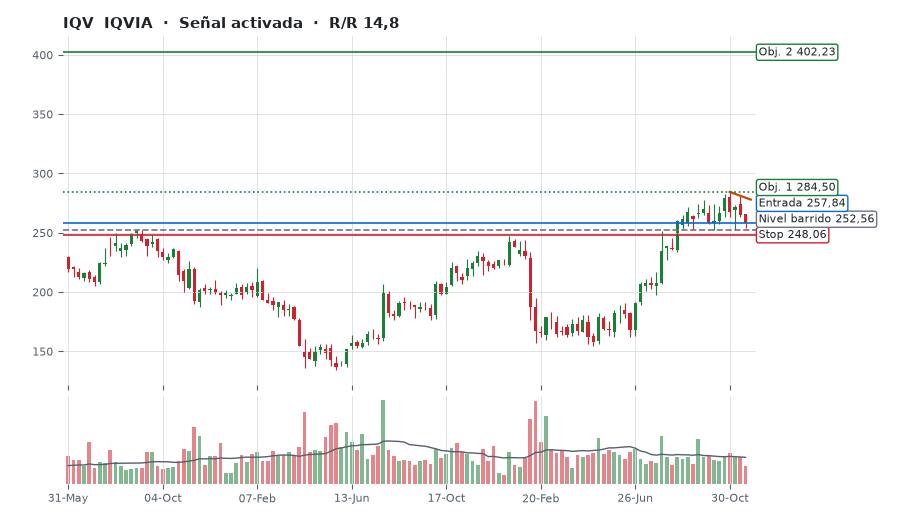 IQV IQVIA · Señal activada · R/R 14,8
400
350
300
250
200
150
Obj. 2 402,23
Obj. 1 284,50
Entrada 257,84
Nivel barrido 252,56
Stop 248,06
31-May
04-Oct
07-Feb
13-Jun
17-Oct
20-Feb
26-Jun
30-Oct